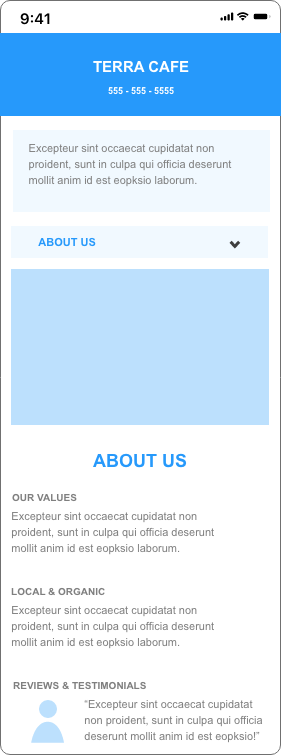 9:41
TERRA CAFE
555 - 555 - 5555
Excepteur sint occaecat cupidatat non
proident, sunt in culpa qui officia deserunt
mollit anim id est eopksio laborum.
ABOUT US
ABOUT US
OUR VALUES
Excepteur sint occaecat cupidatat non
proident, sunt in culpa qui officia deserunt
mollit anim id est eopksio laborum.
LOCAL & ORGANIC
Excepteur sint occaecat cupidatat non
proident, sunt in culpa qui officia deserunt
mollit anim id est eopksio laborum.
REVIEWS & TESTIMONIALS
“Excepteur sint occaecat cupidatat
non proident, sunt in culpa qui officia
deserunt mollit anim id est eopksio!”